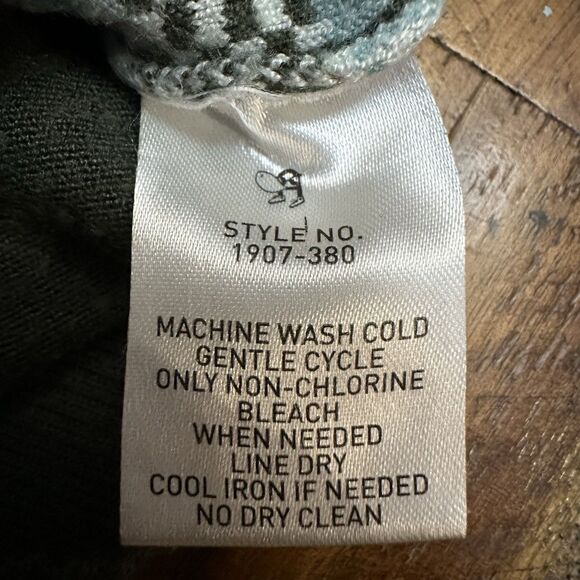 STYLE NO.
1907-380
MACHINE WASH COLD
GENTLE CYCLE
ONLY NON-CHLORINE
BLEACH
WHEN NEEDED
LINE DRY
COOL IRON IF NEEDED
NO DRY CLEAN